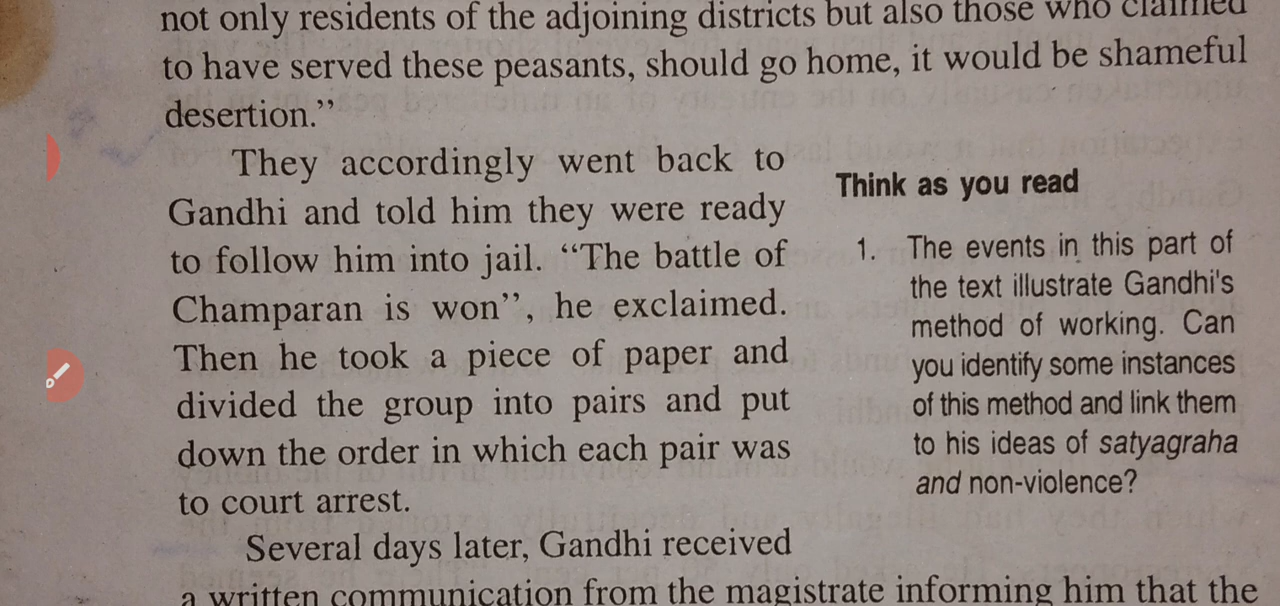 not only residents of the adjoining districts but also those who claimed
to have served these peasants, should go home, it would be shameful
desertion.”
They accordingly went back to
Gandhi and told him they were ready
to follow him into jail. “The battle of
Champaran is won”, he exclaimed.
Then he took a piece of paper and
divided the group into pairs and put
down the order in which each pair was
to court arrest.
Several days later, Gandhi received
a written communication from the magistrate informing him that the
Think as you read
1. The events in this part of
the text illustrate Gandhi's
method of working. Can
you identify some instances
of this method and link them
to his ideas of satyagraha
and non-violence?